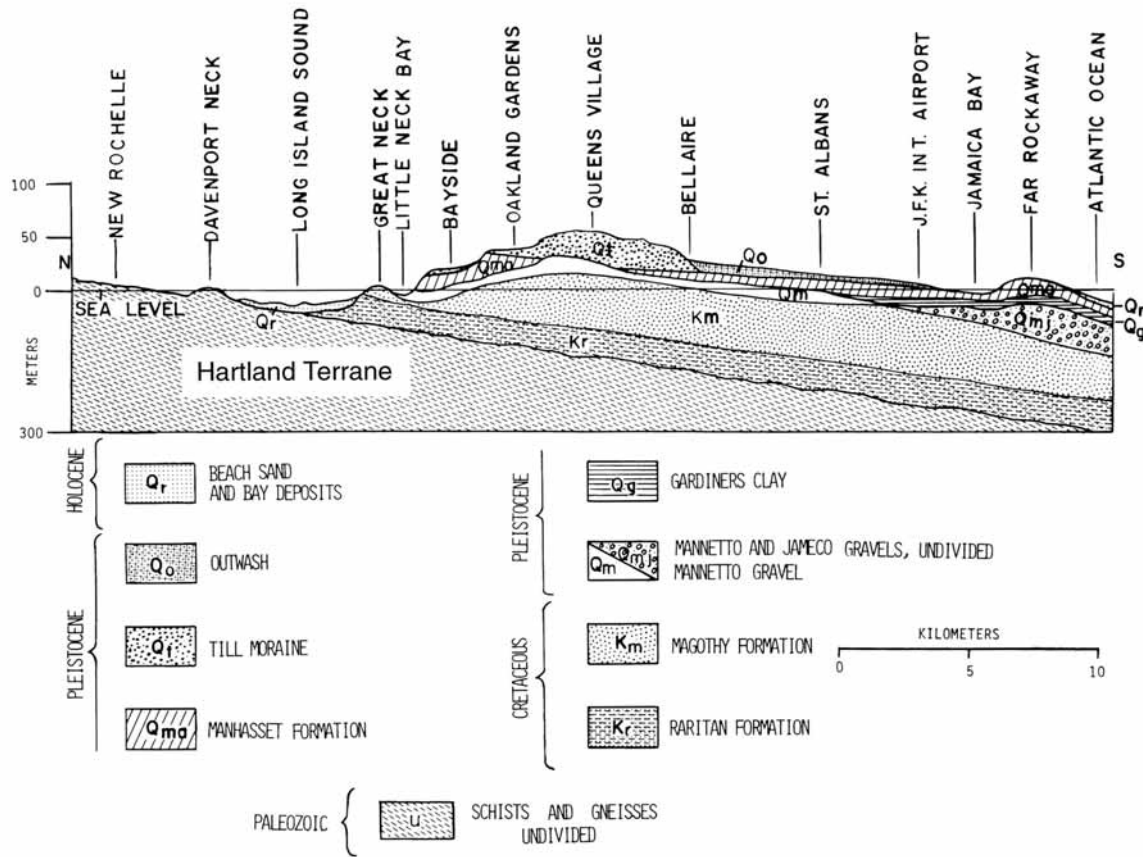 NEW ROCHELLE
DAVENPORT NECK
LONG ISLAND SOUND
GREAT NECK
LITTLE NECK BAY
BAYSIDE
OAKLAND GARDENS
QUEENS VILLAGE
BELLAIRE
ST. ALBANS
J.F.K. INT. AIRPORT
JAMAICA BAY
FAR ROCKAWAY
ATLANTIC OCEAN
100
50
0
300
METERS
N
S
SEA LEVEL
Qr
Qma
Qt
Qo
Qm
Qma
Qmj
Qr
Qg
Km
Kr
Hartland Terrane
HOLOCENE
Qr
BEACH SAND
AND BAY DEPOSITS
PLEISTOCENE
Qo
OUTWASH
Qt
TILL MORAINE
Qma
MANHASSET FORMATION
PLEISTOCENE
Qg
GARDINERS CLAY
Qmj
Qm
MANNETTO AND JAMECO GRAVELS, UNDIVIDED
MANNETTO GRAVEL
CRETACEOUS
Km
MAGOTHY FORMATION
Kr
RARITAN FORMATION
KILOMETERS
0
5
10
PALEOZOIC
U
SCHISTS AND GNEISSES
UNDIVIDED